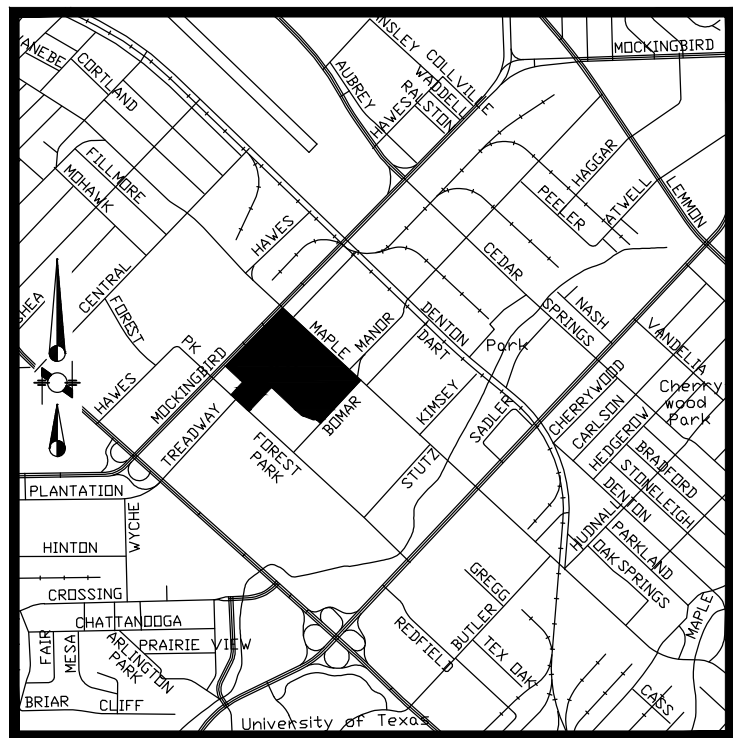 MOCKINGBIRD
ANEBE
CORTLAND
INSLEY
COLLVILLE
WADDELL
RALSTON
AUBREY
HAWES
FILLMORE
MOHAWK
HAGGAR
PEELER
ATWELL
LEMMON
HAWES
CEDAR
SPRINGS
CENTRAL
FOREST
PK
SHEA
NASH
DENTON
DART
MAPLE
MANOR
Park
VANDELIA
Cherry
wood
Park
HAWES
MOCKINGBIRD
TREADWAY
BOMAR
KIMSEY
SADLER
CHERRYWOOD
CARLSON
HEDGEROW
BRADFORD
STONELEIGH
DENTON
FOREST
PARK
STUTZ
HUDNALL
PARKLAND
OAK SPRINGS
PLANTATION
WYCHE
HINTON
CROSSING
CHATTANOOGA
PRAIRIE VIEW
ARLINGTON
PARK
FAIR
MESA
BRIAR
CLIFF
GREGG
BUTLER
REDFIELD
TEX OAK
MAPLE
CASS
University of Texas